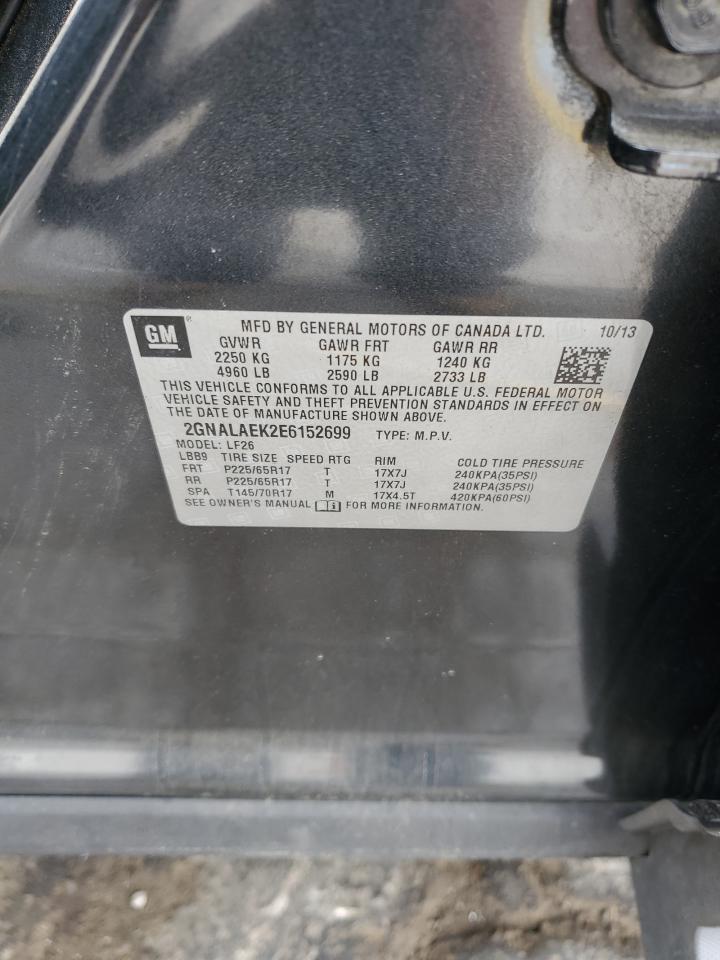 GM ® MFD BY GENERAL MOTORS OF CANADA LTD. 10/13
GVWR GAWR FRT GAWR RR
2250 KG 1175 KG 1240 KG
4960 LB 2590 LB 2733 LB
THIS VEHICLE CONFORMS TO ALL APPLICABLE U.S. FEDERAL MOTOR
VEHICLE SAFETY AND THEFT PREVENTION STANDARDS IN EFFECT ON
THE DATE OF MANUFACTURE SHOWN ABOVE.
2GNALAEK2E6152699 TYPE: M.P.V.
MODEL: LF26
LBB9 TIRE SIZE SPEED RTG RIM COLD TIRE PRESSURE
FRT P225/65R17 T 17X7J 240KPA(35PSI)
RR P225/65R17 T 17X7J 240KPA(35PSI)
SPA T145/70R17 M 17X4.5T 420KPA(60PSI)
SEE OWNER'S MANUAL i FOR MORE INFORMATION.